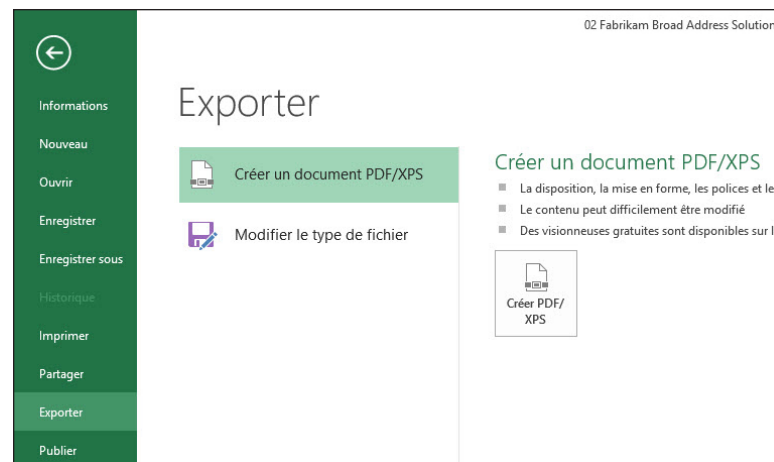 02 Fabrikam Broad Address Solution
Informations
Nouveau
Ouvrir
Enregistrer
Enregistrer sous
Historique
Imprimer
Partager
Exporter
Publier
Exporter
Créer un document PDF/XPS
Modifier le type de fichier
Créer un document PDF/XPS
La disposition, la mise en forme, les polices et le
Le contenu peut difficilement être modifié
Des visionneuses gratuites sont disponibles sur l
Créer PDF/
XPS